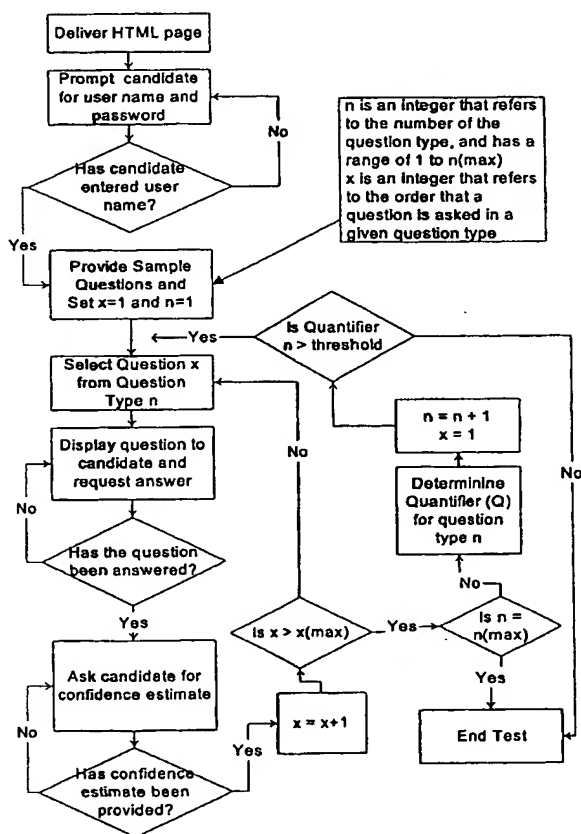 Deliver HTML page
Prompt candidate
for user name and
password
No
n is an integer that refers
to the number of the
question type, and has a
range of 1 to n(max)
x is an integer that refers
to the order that a
question is asked in a
given question type
Has candidate
entered user
name?
Yes
Provide Sample
Questions and
Set x=1 and n=1
Yes
Is Quantifier
n > threshold
Select Question x
from Question
Type n
n = n + 1
x = 1
No
No
Display question to
candidate and
request answer
Determinine
Quantifier (Q)
for question
type n
No
Has the question
been answered?
No
Yes
Is x > x(max)
Yes
Is n =
n(max)
Ask candidate for
confidence estimate
Yes
No
x = x+1
End Test
Yes
Has confidence
estimate been
provided?